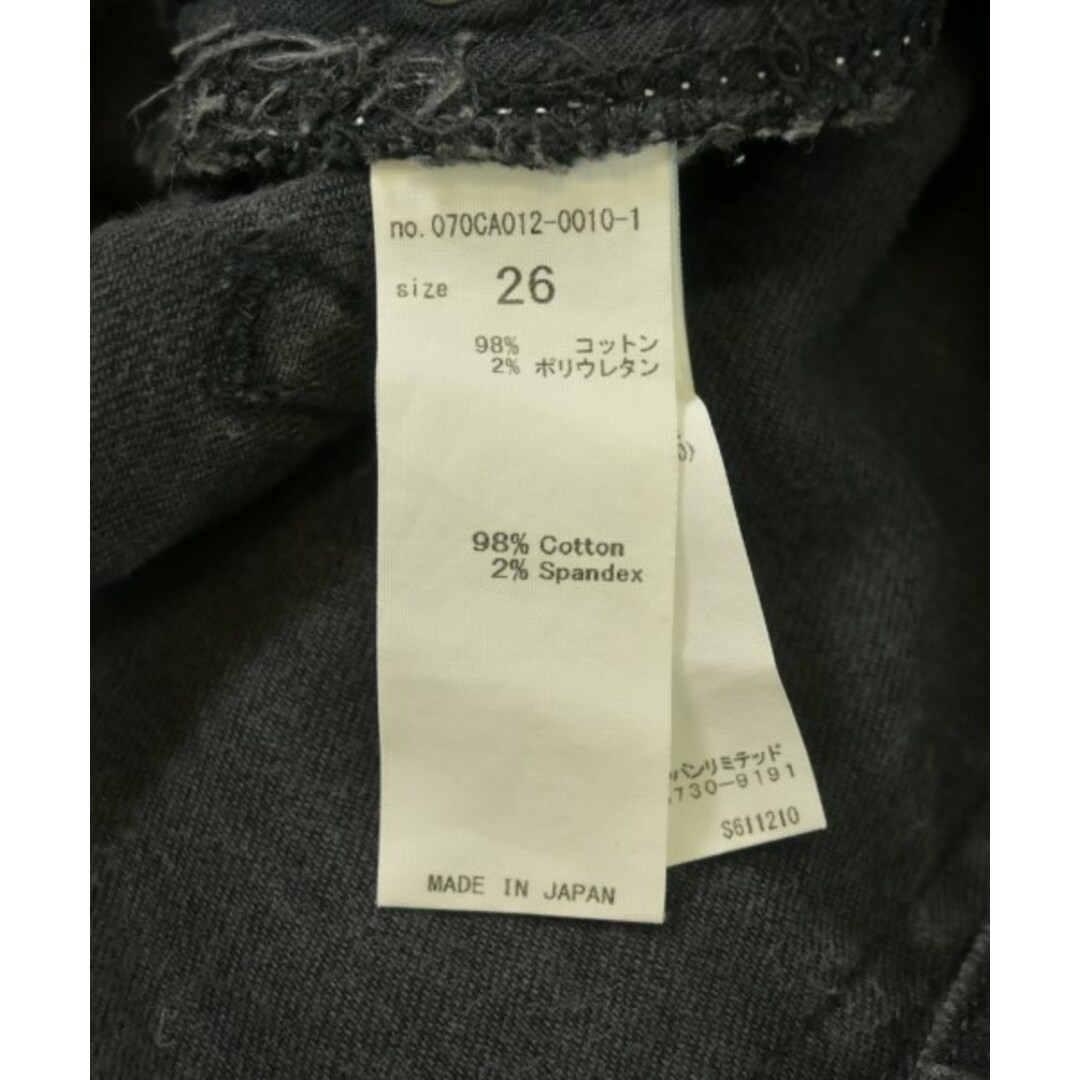 no. 070CA012-0010-1
size 26
98% コットン
2% ポリウレタン
98% Cotton
2% Spandex
MADE IN JAPAN
パンリミテッド
730-9191
S611210